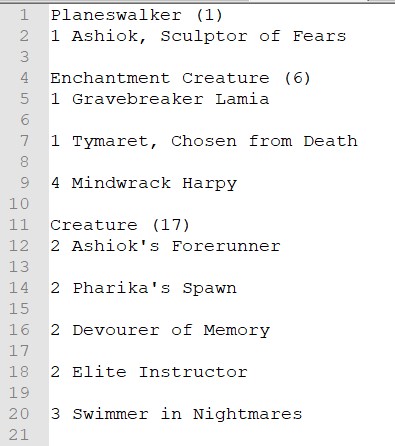 1 Planeswalker (1)
2 1 Ashiok, Sculptor of Fears
3
4 Enchantment Creature (6)
5 1 Gravebreaker Lamia
6
7 1 Tymaret, Chosen from Death
8
9 4 Mindwrack Harpy
10
11 Creature (17)
12 2 Ashiok's Forerunner
13
14 2 Pharika's Spawn
15
16 2 Devourer of Memory
17
18 2 Elite Instructor
19
20 3 Swimmer in Nightmares
21